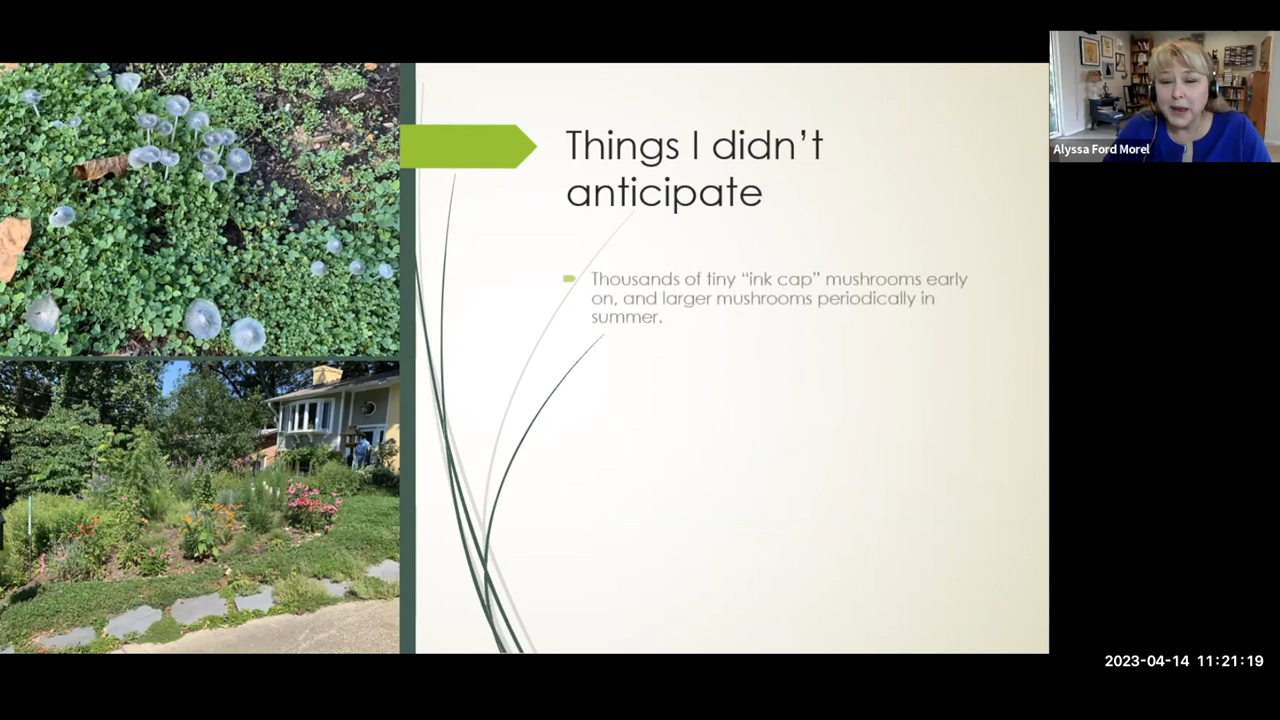 Things I didn’t
anticipate
Thousands of tiny “ink cap” mushrooms early
on, and larger mushrooms periodically in
summer.
Alyssa Ford Morel
2023-04-14 11:21:19